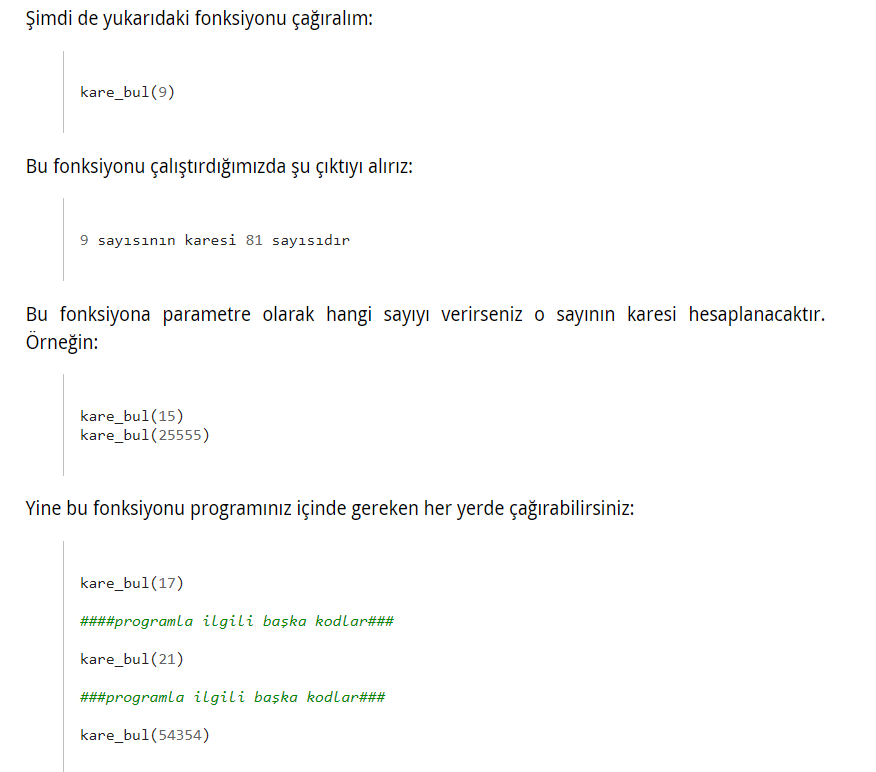 Şimdi de yukarıdaki fonksiyonu çağıralım:
kare_bul(9)
Bu fonksiyonu çalıştırdığımızda şu çıktıyı alırız:
9 sayısının karesi 81 sayısıdır
Bu fonksiyona parametre olarak hangi sayıyı verirseniz o sayının karesi hesaplanacaktır.
Örneğin:
kare_bul(15)
kare_bul(25555)
Yine bu fonksiyonu programınız içinde gereken her yerde çağırabilirsiniz:
kare_bul(17)
####programla ilgili başka kodlar###
kare_bul(21)
###programla ilgili başka kodlar###
kare_bul(54354)